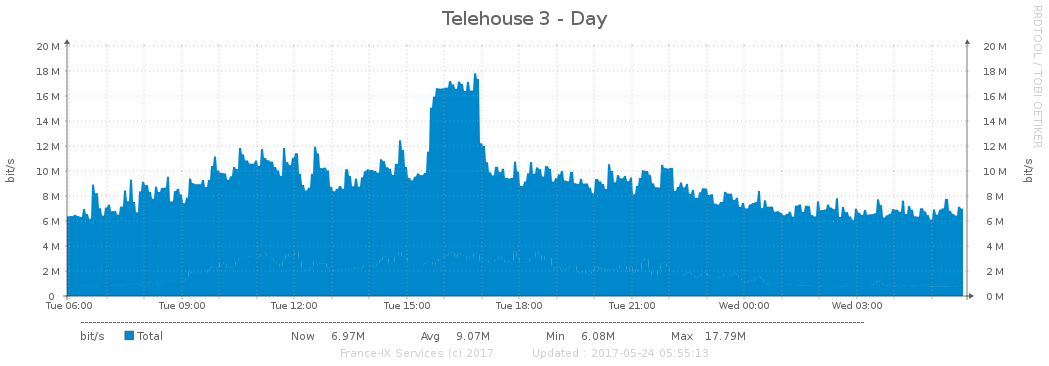 Telehouse 3 - Day
RRDTOOL / TOBI OETIKER
bit/s
20 M 20 M
18 M 18 M
16 M 16 M
14 M 14 M
12 M 12 M
10 M 10 M
8 M 8 M
6 M 6 M
4 M 4 M
2 M 2 M
0 0 M
bit/s
Tue 06:00 Tue 09:00 Tue 12:00 Tue 15:00 Tue 18:00 Tue 21:00 Wed 00:00 Wed 03:00
bit/s Total Now 6.97M Avg 9.07M Min 6.08M Max 17.79M
France-IX Services (c) 2017 Updated : 2017-05-24 05:55:13